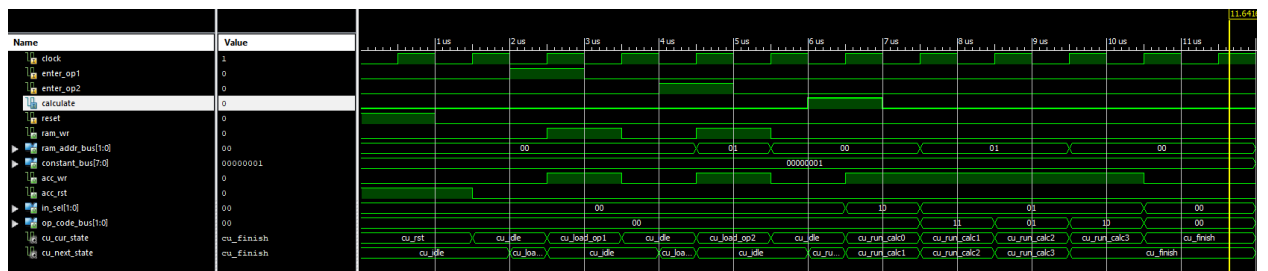 11.6416
Name Value
1 us 2 us 3 us 4 us 5 us 6 us 7 us 8 us 9 us 10 us 11 us
clock 1
enter_op1 0
enter_op2 0
calculate 0
reset 0
ram_wr 0
ram_addr_bus[1:0] 00 00 01 00 01 00
constant_bus[7:0] 00000001 00000001
acc_wr 0
acc_rst 0
in_sel[1:0] 00 00 10 01 00
op_code_bus[1:0] 00 00 11 01 10 00
cu_cur_state cu_finish cu_rst cu_idle cu_load_op1 cu_idle cu_load_op2 cu_idle cu_run_calc0 cu_run_calc1 cu_run_calc2 cu_run_calc3 cu_finish
cu_next_state cu_finish cu_idle cu_loa... cu_idle cu_loa... cu_idle cu_ru... cu_run_calc1 cu_run_calc2 cu_run_calc3 cu_finish